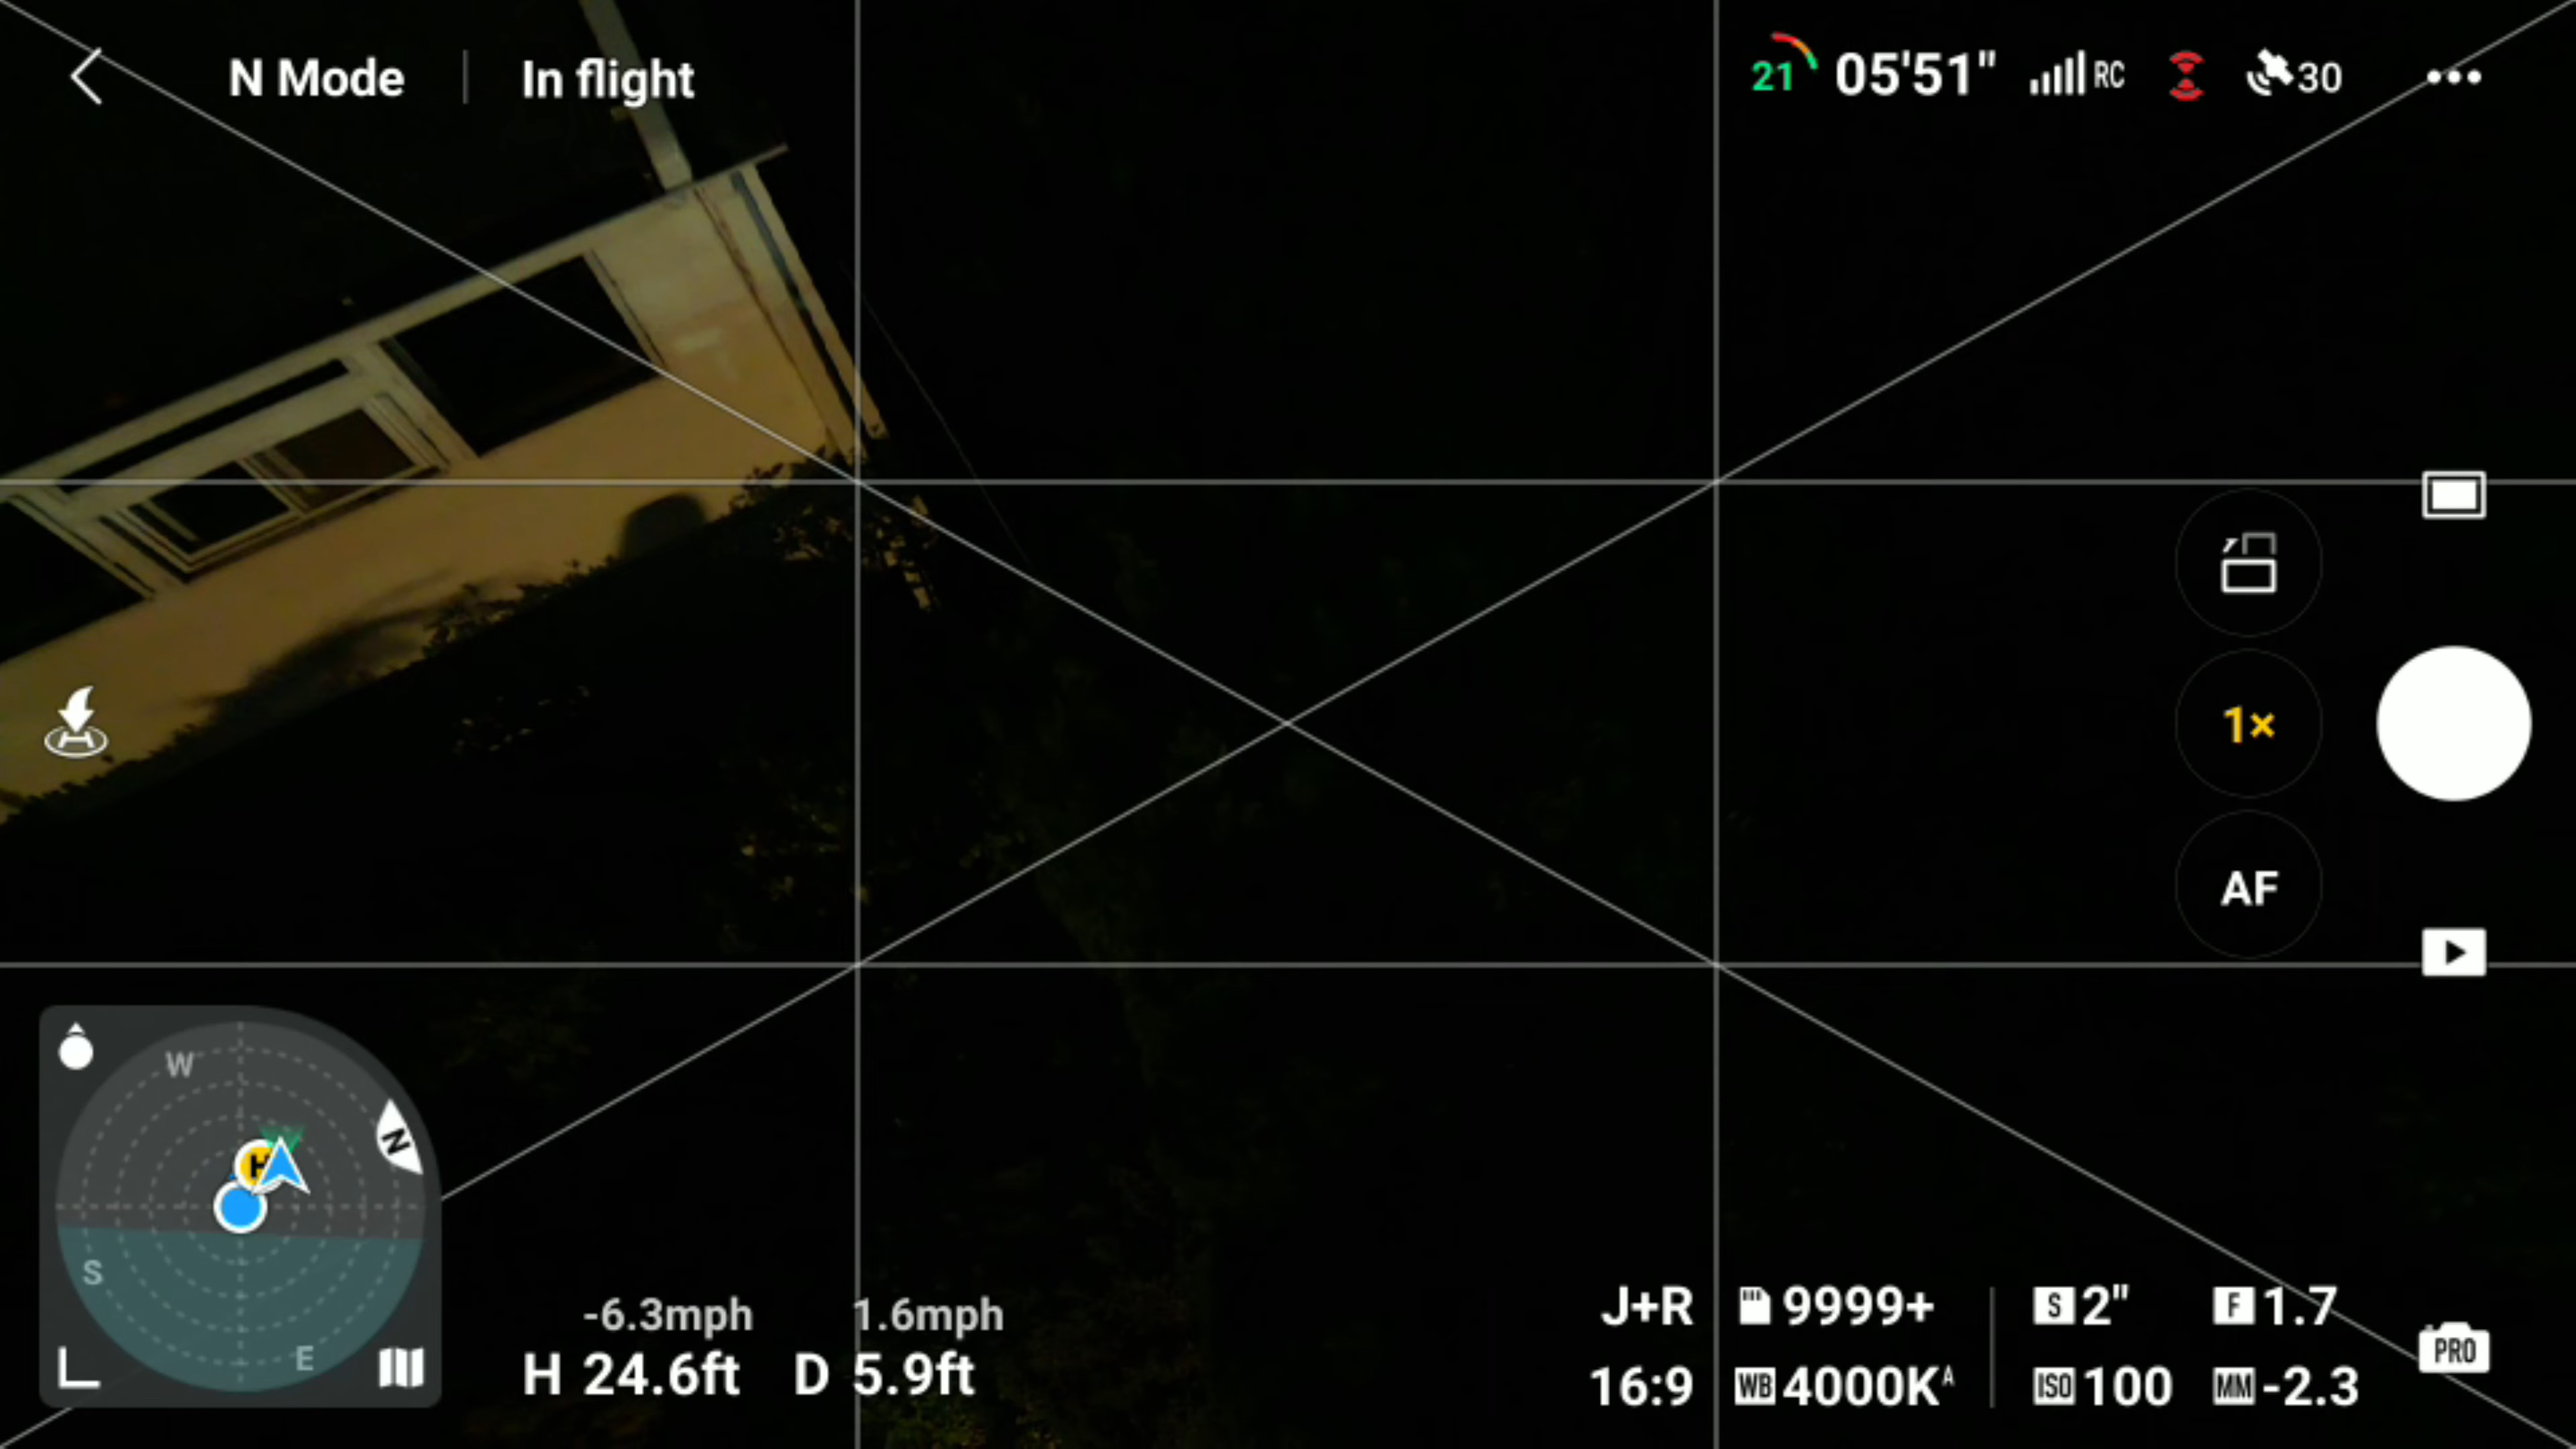 N Mode | In flight
21 05'51" RC 30
1×
AF
W
N
H
S
E
-6.3mph 1.6mph
H 24.6ft D 5.9ft
J+R 9999+ S 2" F 1.7
16:9 WB 4000K A ISO 100 MM -2.3
PRO